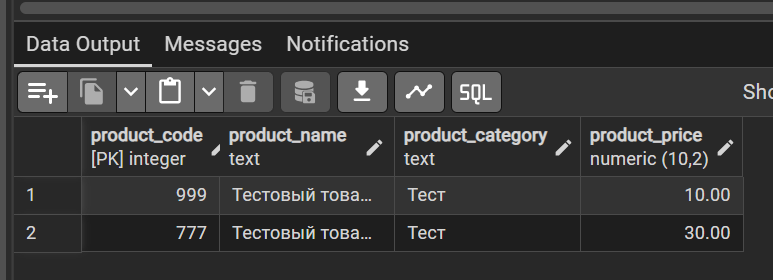 Data Output Messages Notifications
SQL Sho
product_code product_name product_category product_price
[PK] integer text text numeric (10,2)
1 999 Тестовый това... Тест 10.00
2 777 Тестовый това... Тест 30.00